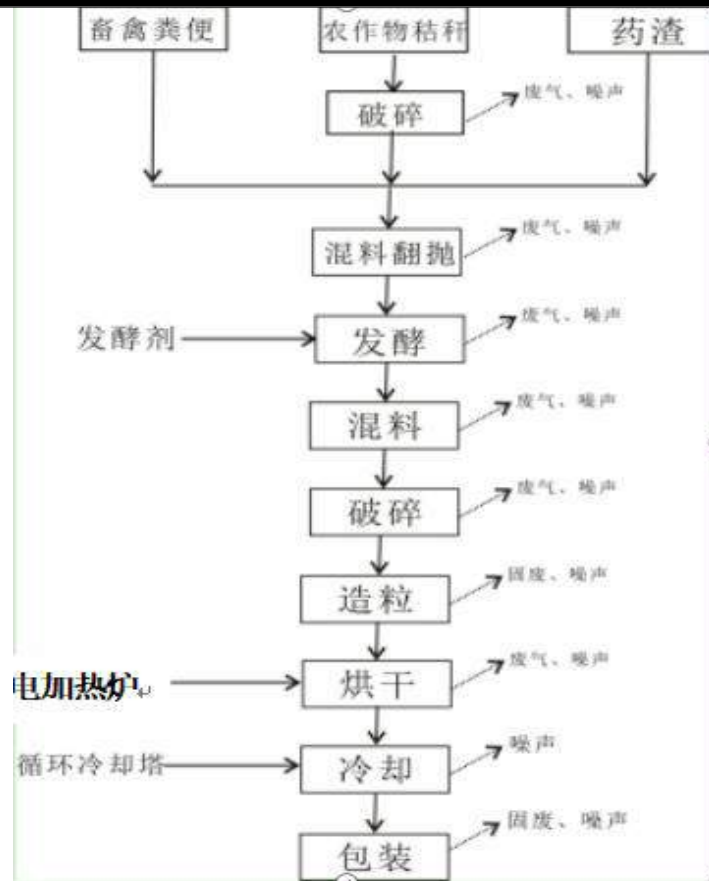 畜禽粪便
农作物秸秆
药渣
破碎
废气、噪声
混料翻抛
废气、噪声
发酵剂
发酵
废气、噪声
混料
废气、噪声
破碎
废气、噪声
造粒
固废、噪声
电加热炉
烘干
废气、噪声
循环冷却塔
冷却
噪声
包装
固废、噪声